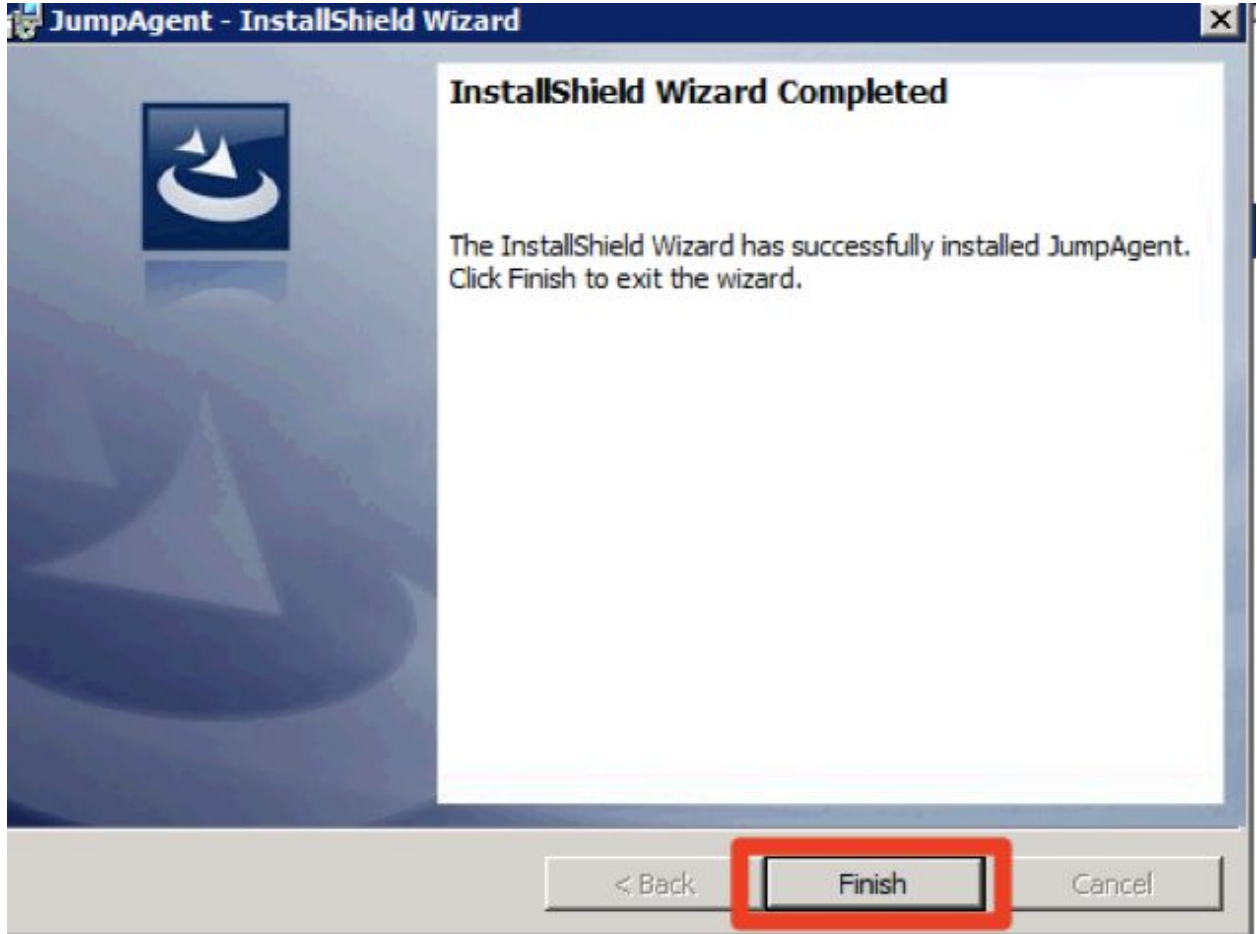 JumpAgent - InstallShield Wizard
InstallShield Wizard Completed
The InstallShield Wizard has successfully installed JumpAgent.
Click Finish to exit the wizard.
< Back
Finish
Cancel